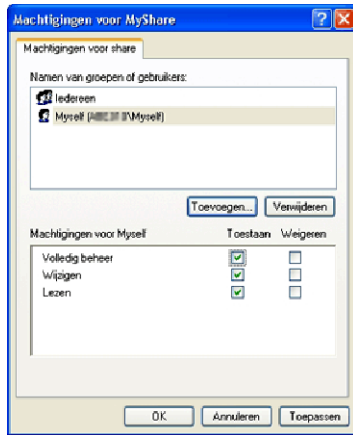 Machtigingen voor MyShare
Machtigingen voor share
Namen van groepen of gebruikers:
Iedereen
Myself (\Myself)
Toevoegen... Verwijderen
Machtigingen voor Myself Toestaan Weigeren
Volledig beheer
Wijzigen
Lezen
OK Annuleren Toepassen